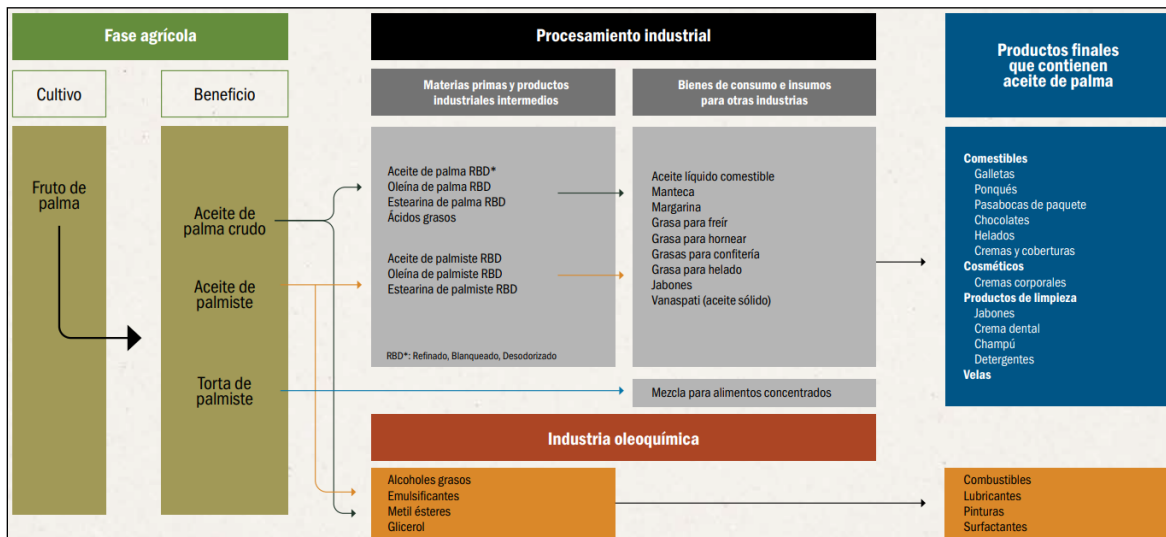 Fase agrícola
Procesamiento industrial
Productos finales
que contienen
aceite de palma
Cultivo
Beneficio
Materias primas y productos
industriales intermedios
Bienes de consumo e insumos
para otras industrias
Fruto de
palma
Aceite de
palma crudo
Aceite de
palmiste
Torta de
palmiste
Aceite de palma RBD*
Oleína de palma RBD
Estearina de palma RBD
Ácidos grasos
Aceite de palmiste RBD
Oleína de palmiste RBD
Estearina de palmiste RBD
RBD*: Refinado, Blanqueado, Desodorizado
Aceite líquido comestible
Manteca
Margarina
Grasa para freír
Grasa para hornear
Grasas para confitería
Grasa para helado
Jabones
Vanaspati (aceite sólido)
Mezcla para alimentos concentrados
Comestibles
Galletas
Ponqués
Pasabocas de paquete
Chocolates
Helados
Cremas y coberturas
Cosméticos
Cremas corporales
Productos de limpieza
Jabones
Crema dental
Champú
Detergentes
Velas
Industria oleoquímica
Alcoholes grasos
Emulsificantes
Metil ésteres
Glicerol
Combustibles
Lubricantes
Pinturas
Surfactantes